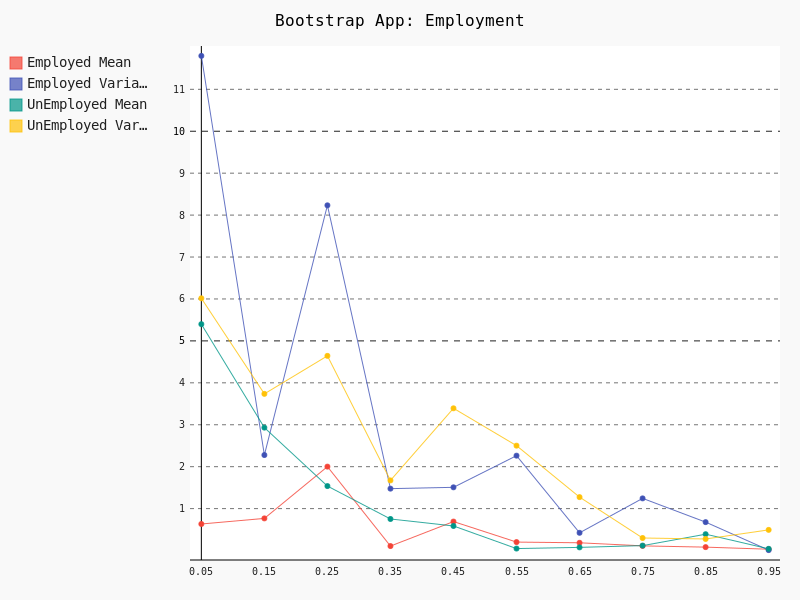 Bootstrap App: Employment
Employed Mean
Employed Varia…
UnEmployed Mean
UnEmployed Var…
11
10
9
8
7
6
5
4
3
2
1
0.05 0.15 0.25 0.35 0.45 0.55 0.65 0.75 0.85 0.95